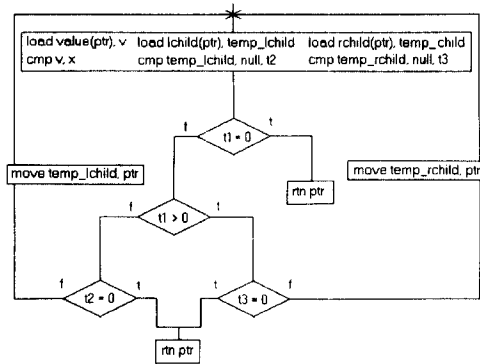 load value(ptr), v load lchild(ptr), temp_lchild load rchild(ptr), temp_child
cmp v, x cmp temp_lchild, null, t2 cmp temp_rchild, null, t3
f t
t1 = 0
move temp_lchild, ptr
move temp_rchild, ptr
rtn ptr
f t
t1 > 0
f t t f
t2 = 0 t3 = 0
rtn ptr